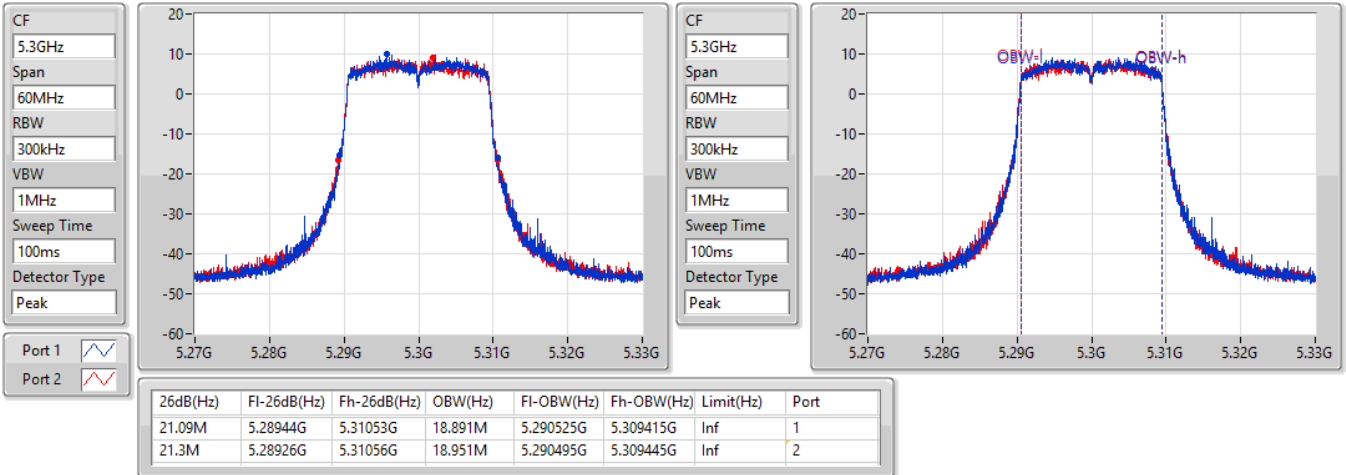 CF
5.3GHz
Span
60MHz
RBW
300kHz
VBW
1MHz
Sweep Time
100ms
Detector Type
Peak
Port 1
Port 2
20
10
0
-10
-20
-30
-40
-50
-60
5.27G 5.28G 5.29G 5.3G 5.31G 5.32G 5.33G
CF
5.3GHz
Span
60MHz
RBW
300kHz
VBW
1MHz
Sweep Time
100ms
Detector Type
Peak
20
10
OBW-l OBW-h
0
-10
-20
-30
-40
-50
-60
5.27G 5.28G 5.29G 5.3G 5.31G 5.32G 5.33G
26dB(Hz) Fl-26dB(Hz) Fh-26dB(Hz) OBW(Hz) Fl-OBW(Hz) Fh-OBW(Hz) Limit(Hz) Port
21.09M 5.28944G 5.31053G 18.891M 5.290525G 5.309415G Inf 1
21.3M 5.28926G 5.31056G 18.951M 5.290495G 5.309445G Inf 2